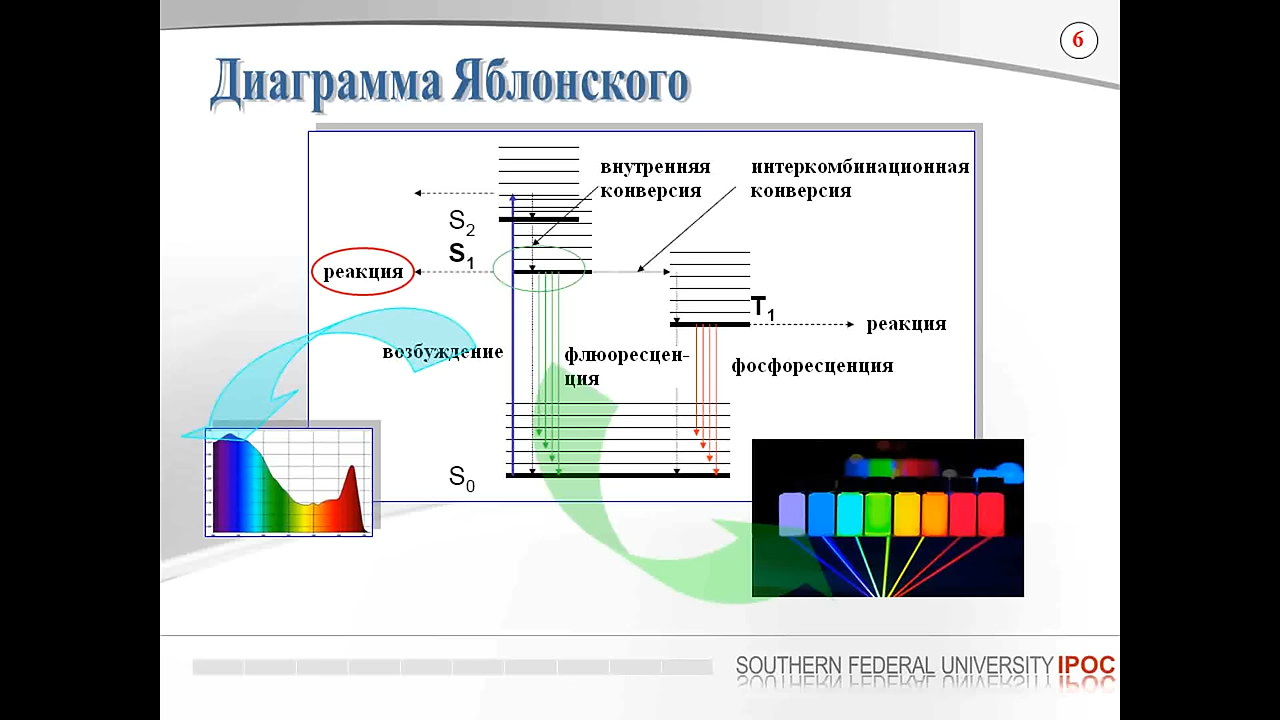 6
Диаграмма Яблонского
внутренняя
конверсия
интеркомбинационная
конверсия
S2
S1
реакция
T1
реакция
возбуждение
флюоресцен-
ция
фосфоресценция
S0
SOUTHERN FEDERAL UNIVERSITY IPOC